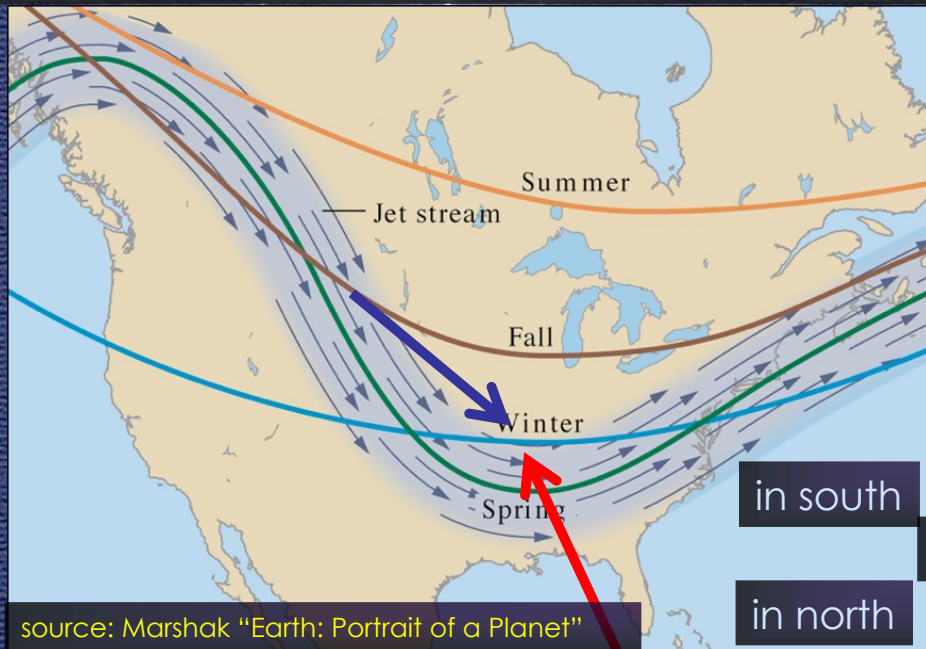 Summer
Jet stream
Fall
Winter
Spring
in south
in north
source: Marshak “Earth: Portrait of a Planet”